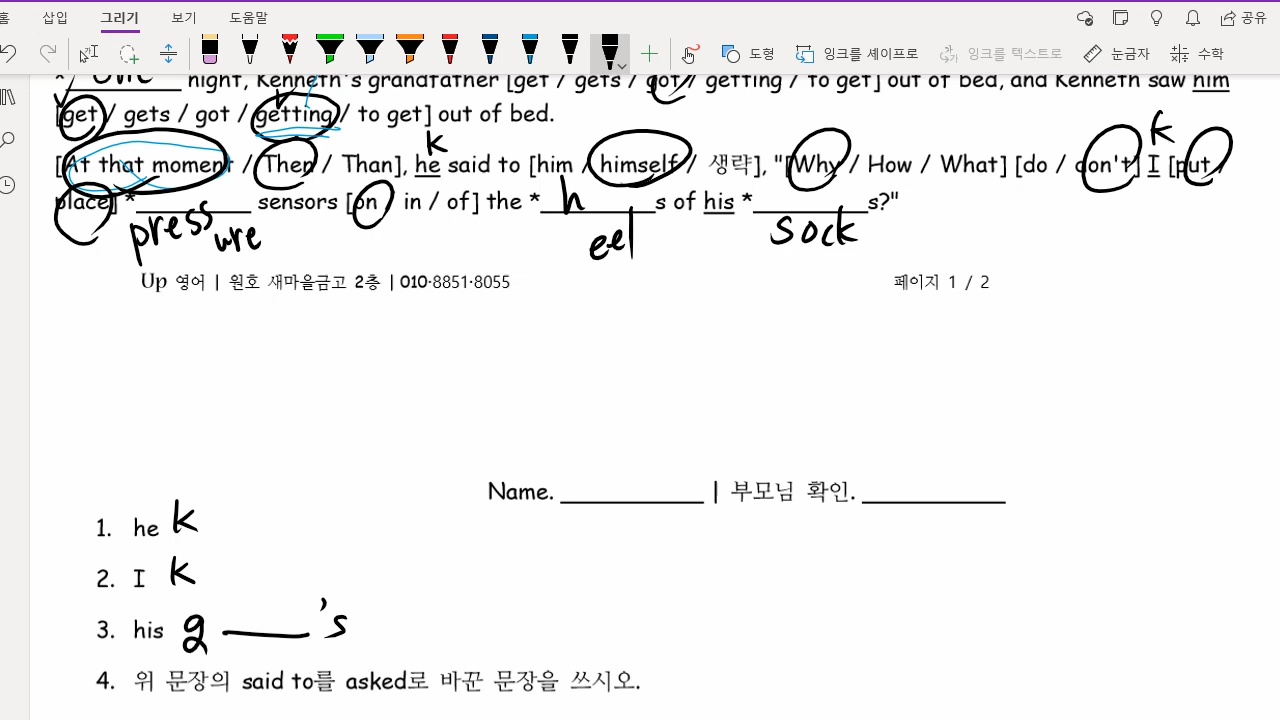 홈 삽입 그리기 보기 도움말 공유
도형 잉크를 셰이프로 잉크를 텍스트로 눈금자 수학
* one night, Kenneth's grandfather [get / gets / got / getting / to get] out of bed, and Kenneth saw him
[get / gets / got / getting / to get] out of bed.
k k
[At that moment / Then / Than], he said to [him / himself / 생략], "[Why / How / What] [do / don't] I [put /
place] *__________ sensors [on / in / of] the *__________s of his *__________s?"
press ure h eel sock
Up 영어 | 원호 새마을금고 2층 | 010·8851·8055 페이지 1 / 2
Name. ____________ | 부모님 확인. ____________
1. he k
2. I k
3. his g ____'s
4. 위 문장의 said to를 asked로 바꾼 문장을 쓰시오.